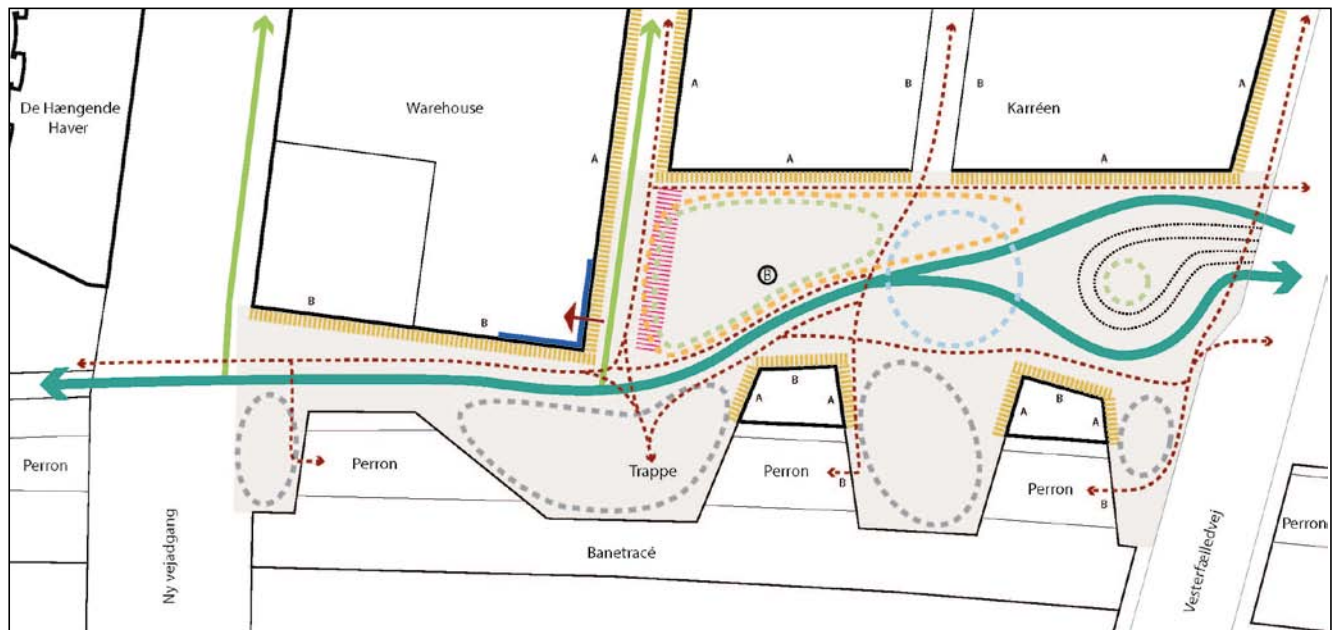 De Hængende
Haver
Warehouse
Karréen
A
B
B
A
A
A
A
B
B
B
B
A
A
B
A
A
Perron
Perron
Trappe
Perron
B
Perron
B
Perron
Banetracé
Ny vejadgang
Vesterfælledvej